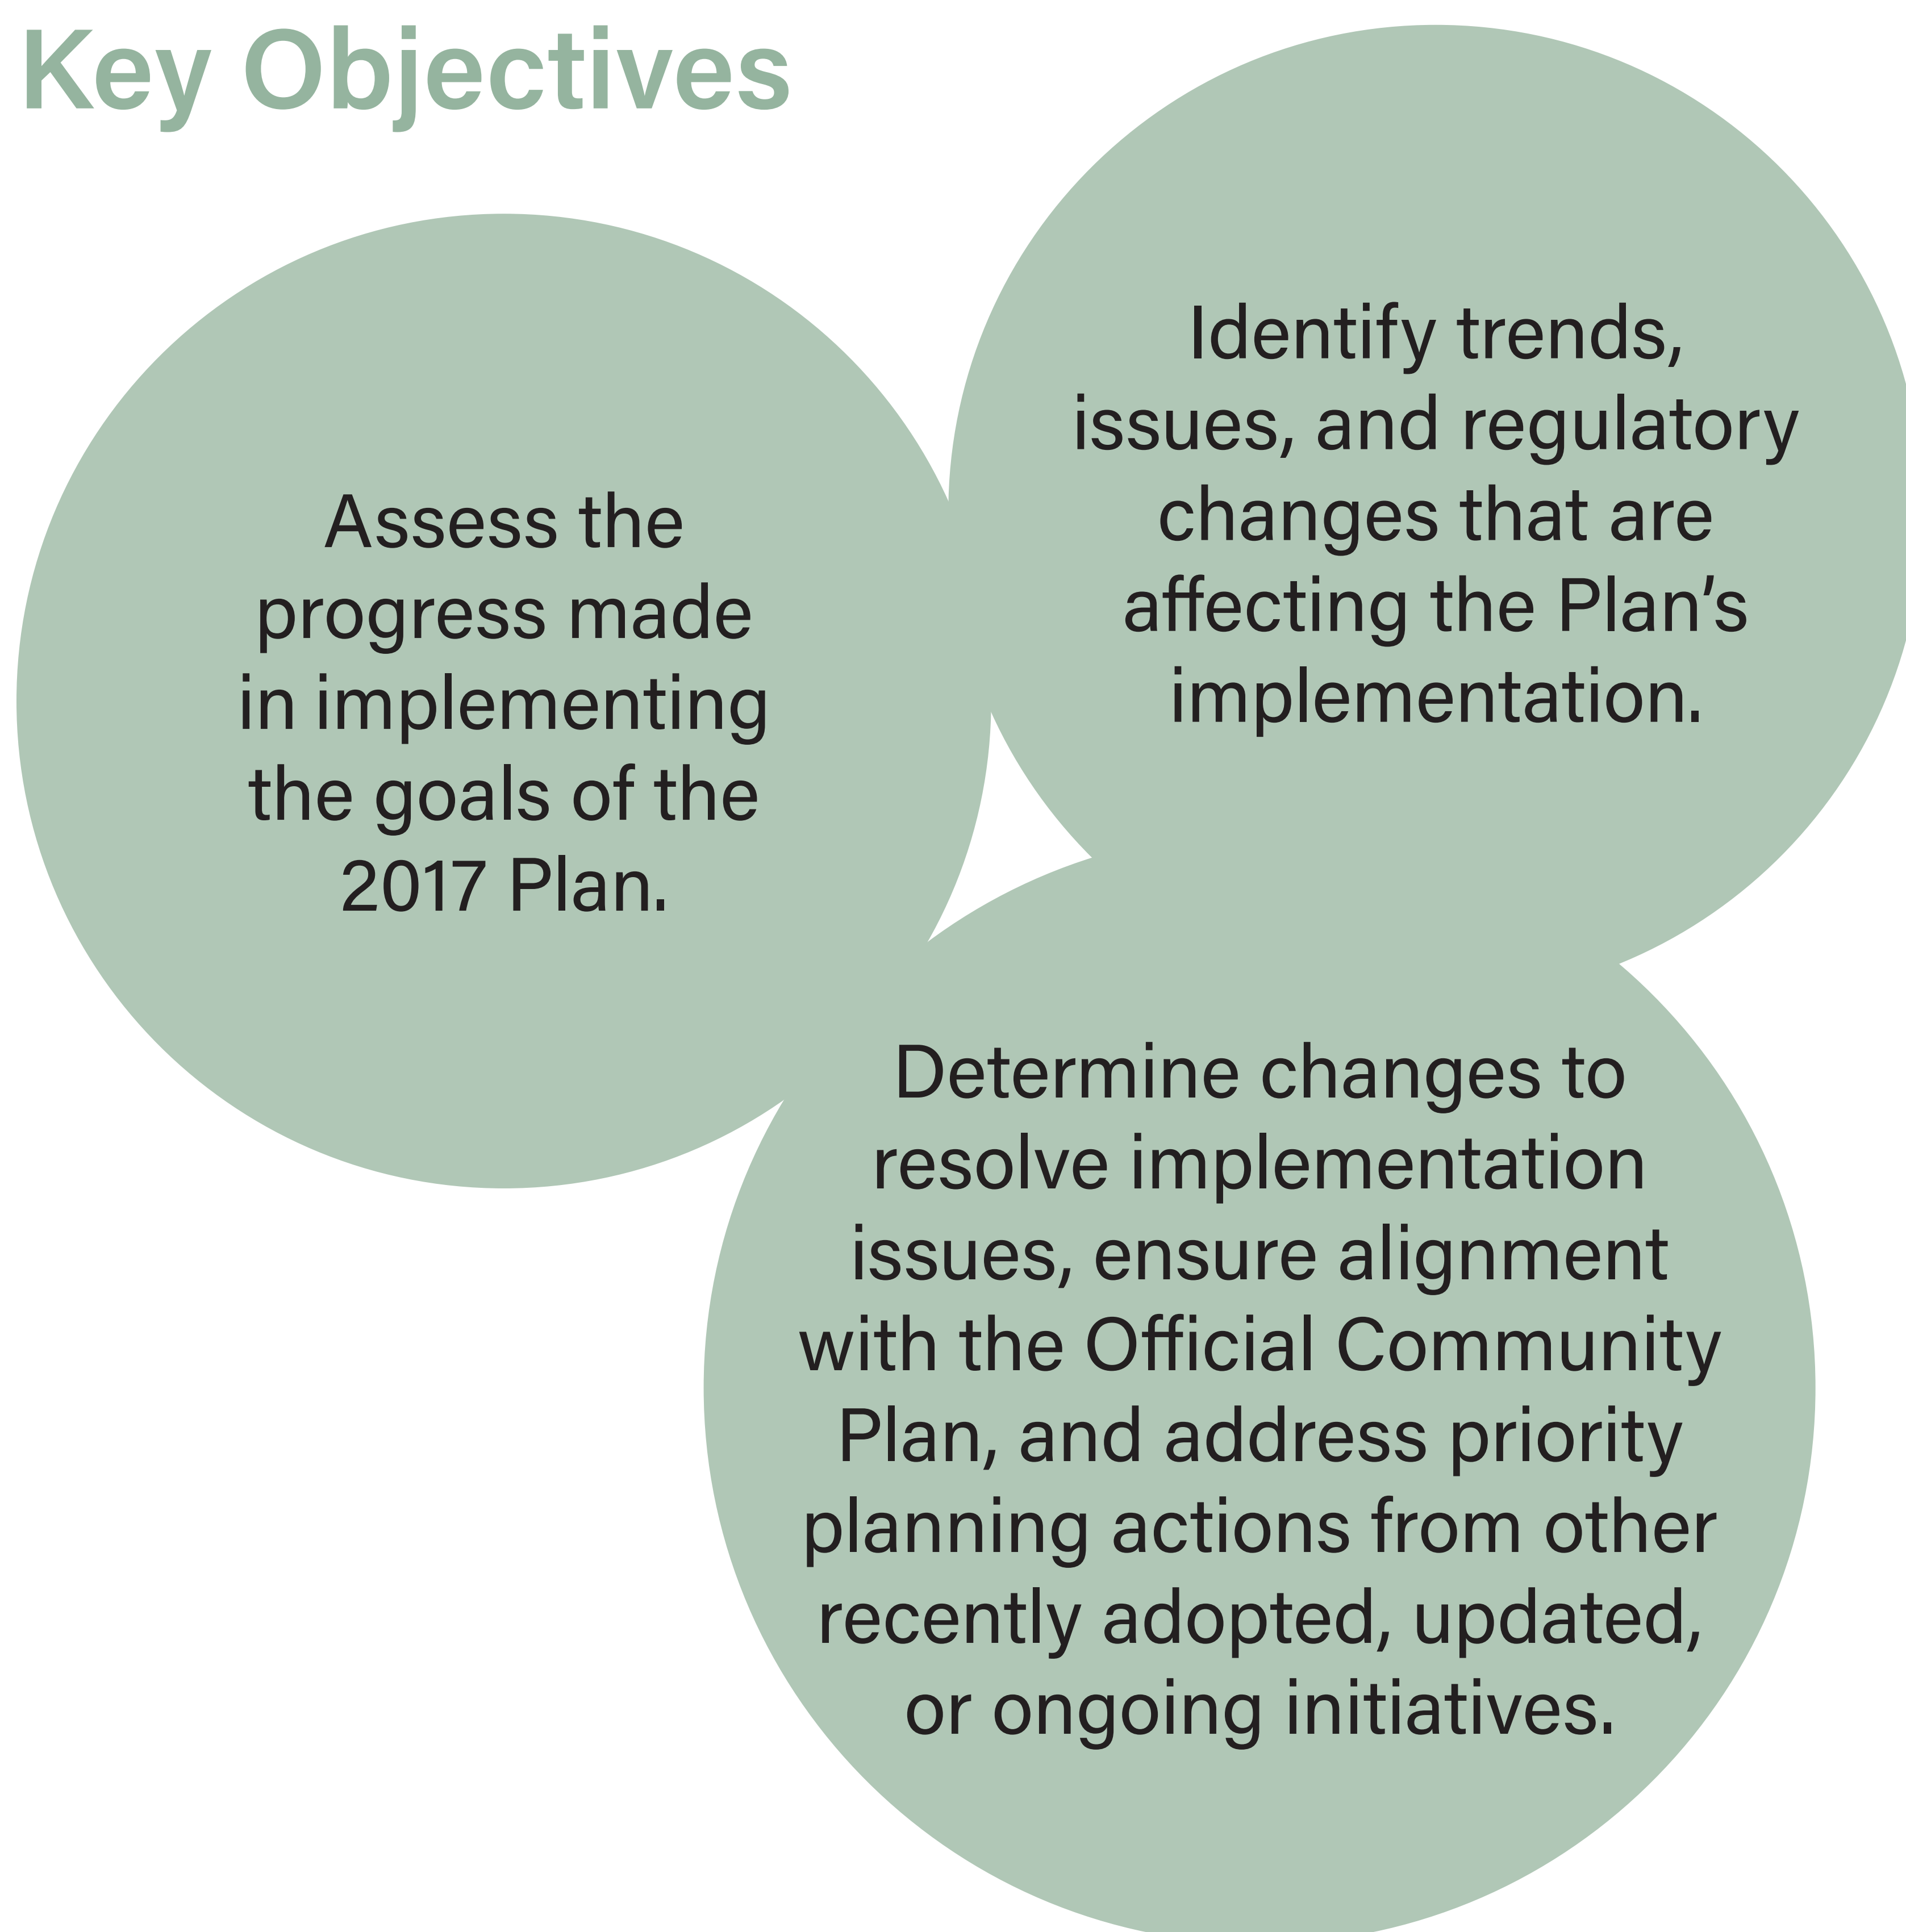 Key Objectives
Assess the
progress made
in implementing
the goals of the
2017 Plan.
Identify trends,
issues, and regulatory
changes that are
affecting the Plan’s
implementation.
Determine changes to
resolve implementation
issues, ensure alignment
with the Official Community
Plan, and address priority
planning actions from other
recently adopted, updated,
or ongoing initiatives.